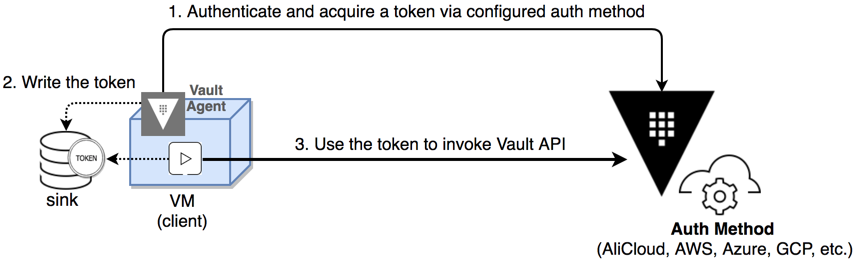 1. Authenticate and acquire a token via configured auth method
2. Write the token
Vault
Agent
3. Use the token to invoke Vault API
TOKEN
sink
VM
(client)
Auth Method
(AliCloud, AWS, Azure, GCP, etc.)